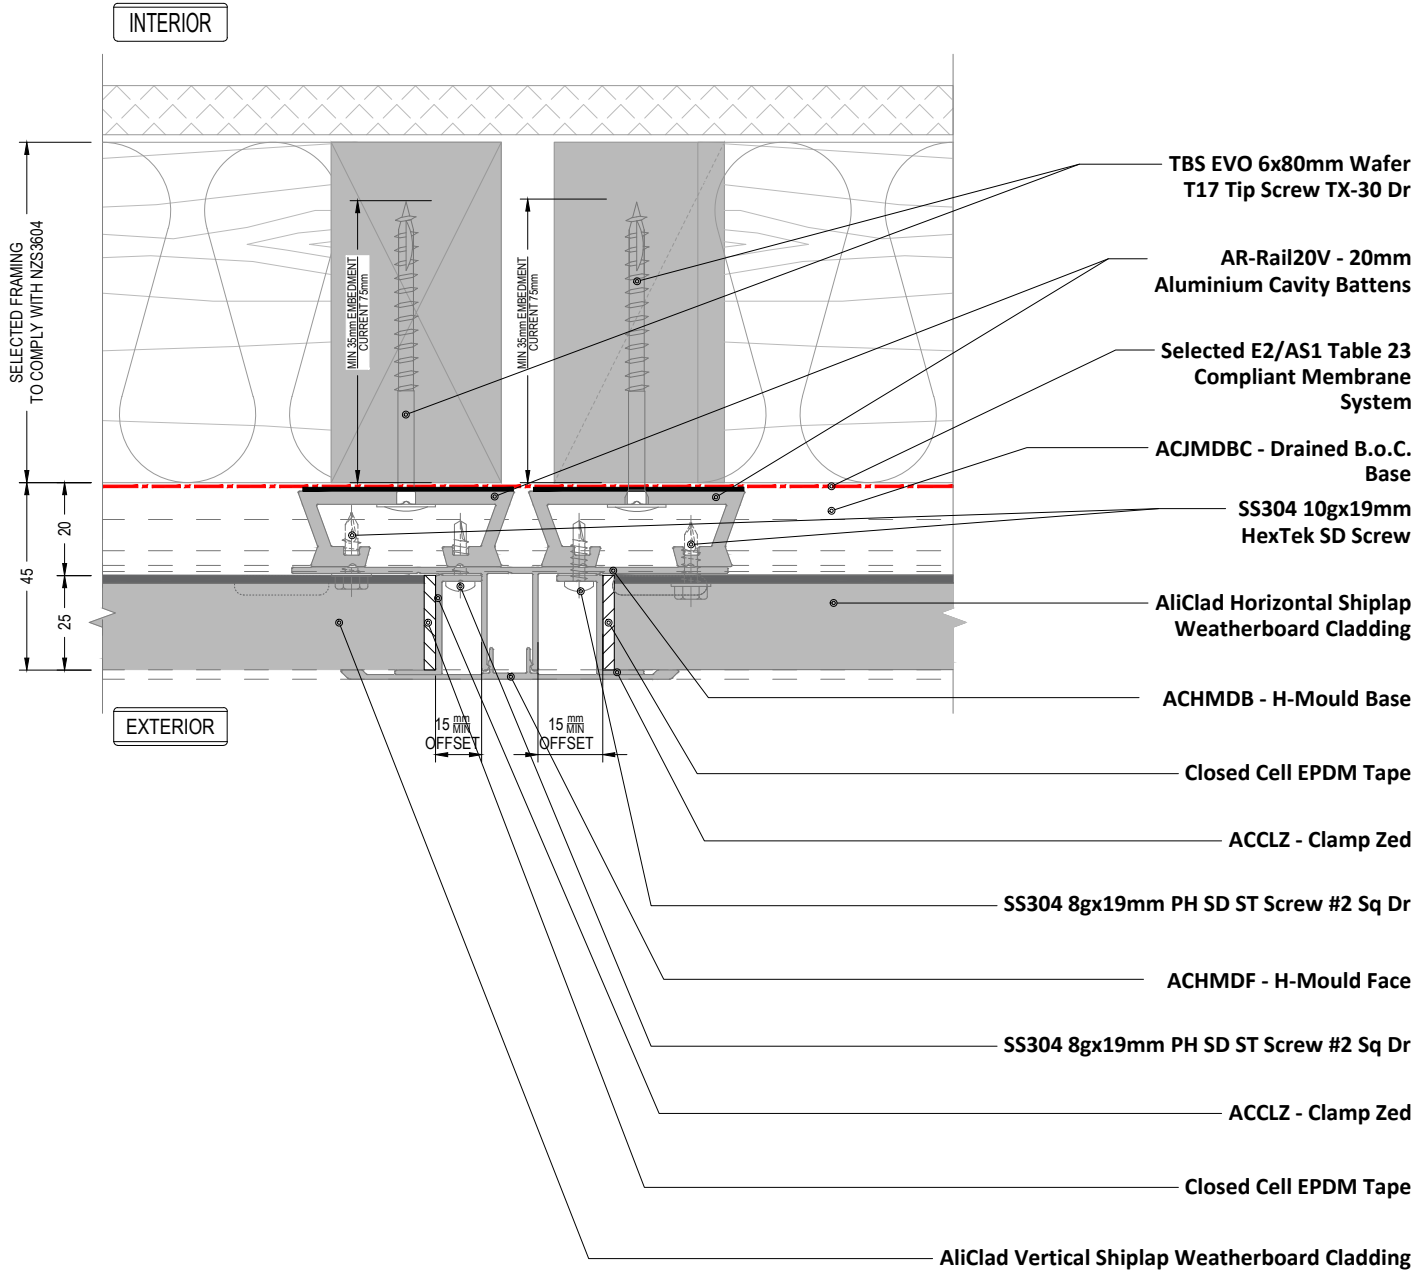 INTERIOR
TBS EVO 6x80mm Wafer
T17 Tip Screw TX-30 Dr
AR-Rail20V - 20mm
Aluminium Cavity Battens
Selected E2/AS1 Table 23
Compliant Membrane
System
ACJMDBC - Drained B.o.C.
Base
SS304 10gx19mm
HexTek SD Screw
AliClad Horizontal Shiplap
Weatherboard Cladding
ACHMDB - H-Mould Base
Closed Cell EPDM Tape
ACCLZ - Clamp Zed
SS304 8gx19mm PH SD ST Screw #2 Sq Dr
ACHMDF - H-Mould Face
SS304 8gx19mm PH SD ST Screw #2 Sq Dr
ACCLZ - Clamp Zed
Closed Cell EPDM Tape
AliClad Vertical Shiplap Weatherboard Cladding
SELECTED FRAMING
TO COMPLY WITH NZS3604
MIN 35mm EMBEDMENT
CURRENT 75mm
MIN 35mm EMBEDMENT
CURRENT 75mm
45
20
25
EXTERIOR
15 mm MIN
OFFSET
15 mm MIN
OFFSET